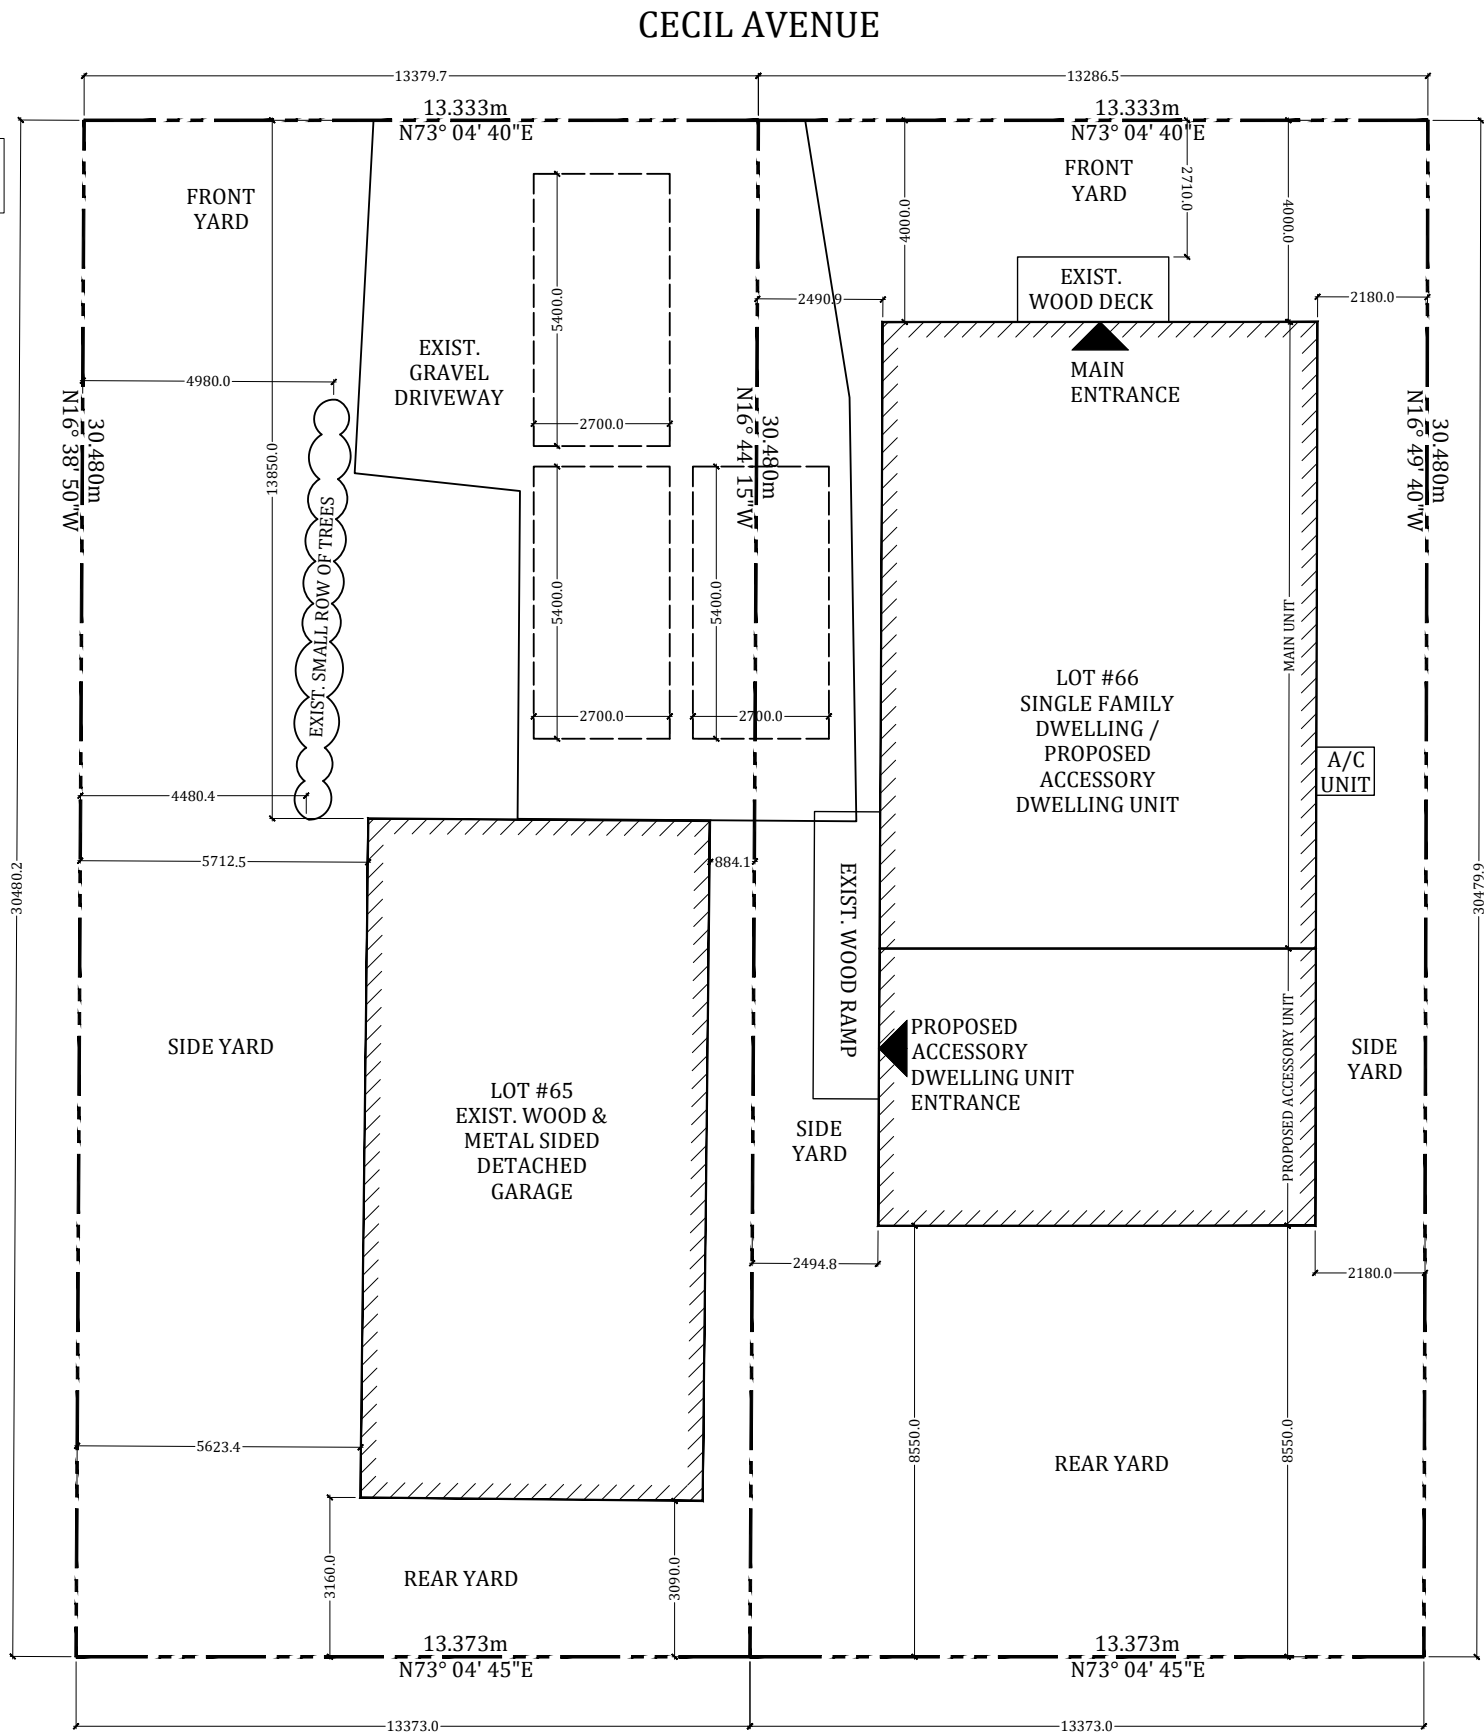 CECIL AVENUE
13379.7
13286.5
13.333m
N73° 04' 40"E
13.333m
N73° 04' 40"E
FRONT
YARD
FRONT
YARD
2710.0
4000.0
4000.0
EXIST.
WOOD DECK
5400.0
2490.9
2180.0
EXIST.
GRAVEL
DRIVEWAY
MAIN
ENTRANCE
4980.0
2700.0
N16° 38' 50"W
30.480m
13850.0
N16° 44' 15"W
30.480m
N16° 49' 40"W
30.480m
EXIST. SMALL ROW OF TREES
5400.0
5400.0
MAIN UNIT
2700.0
2700.0
LOT #66
SINGLE FAMILY
DWELLING /
PROPOSED
ACCESSORY
DWELLING UNIT
A/C
UNIT
4480.4
5712.5
884.1
30480.2
30479.9
EXIST. WOOD RAMP
SIDE YARD
PROPOSED
ACCESSORY
DWELLING UNIT
ENTRANCE
PROPOSED ACCESSORY UNIT
SIDE
YARD
LOT #65
EXIST. WOOD &
METAL SIDED
DETACHED
GARAGE
SIDE
YARD
2494.8
2180.0
5623.4
8550.0
8550.0
REAR YARD
3160.0
REAR YARD
3090.0
13.373m
N73° 04' 45"E
13.373m
N73° 04' 45"E
13373.0
13373.0